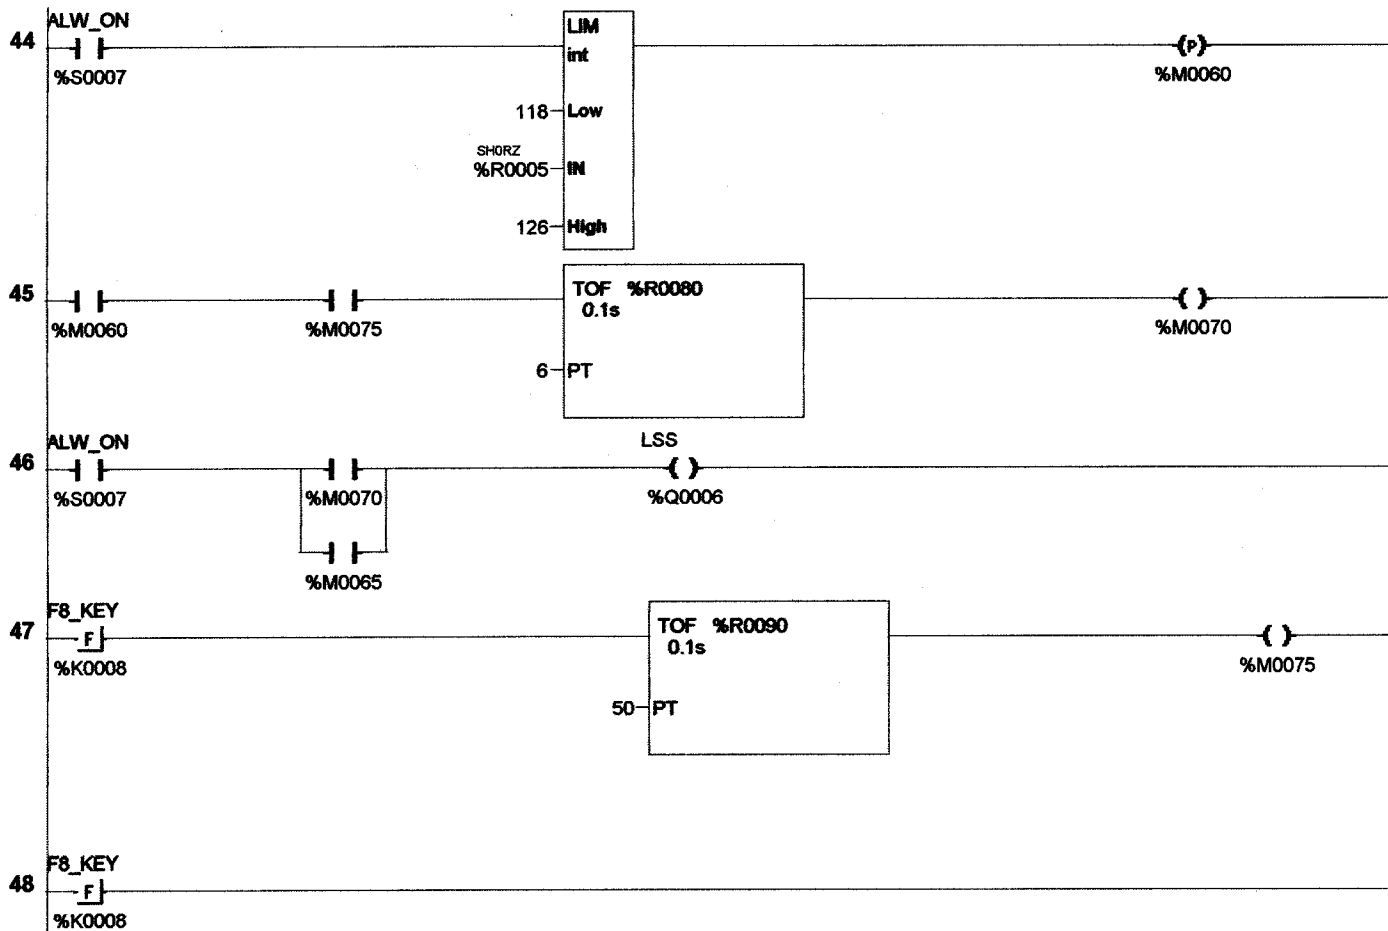 ALW_ON
44
%S0007
LIM
int
118 Low
SHORZ
%R0005 IN
126 High
(P)
%M0060
45
%M0060
%M0075
TOF %R0080
0.1s
6 PT
%M0070
ALW_ON
46
%S0007
%M0070
%M0065
LSS
%Q0006
F8_KEY
47
F
%K0008
TOF %R0090
0.1s
50 PT
%M0075
F8_KEY
48
F
%K0008